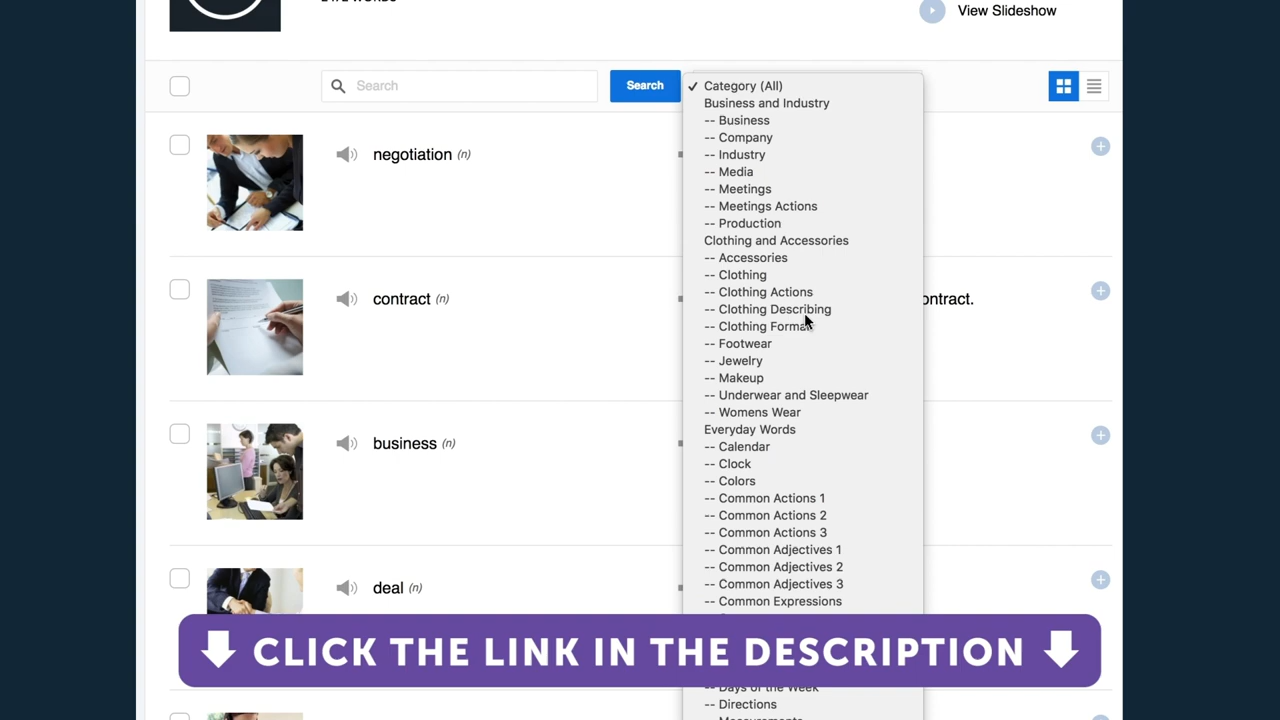 View Slideshow
Search
Search
✓ Category (All)
Business and Industry
-- Business
-- Company
-- Industry
-- Media
-- Meetings
-- Meetings Actions
-- Production
Clothing and Accessories
-- Accessories
-- Clothing
-- Clothing Actions
-- Clothing Describing
-- Clothing Formal
-- Footwear
-- Jewelry
-- Makeup
-- Underwear and Sleepwear
-- Womens Wear
Everyday Words
-- Calendar
-- Clock
-- Colors
-- Common Actions 1
-- Common Actions 2
-- Common Actions 3
-- Common Adjectives 1
-- Common Adjectives 2
-- Common Adjectives 3
-- Common Expressions
-- Days of the Week
-- Directions
negotiation (n)
contract (n)
ontract.
business (n)
deal (n)
CLICK THE LINK IN THE DESCRIPTION